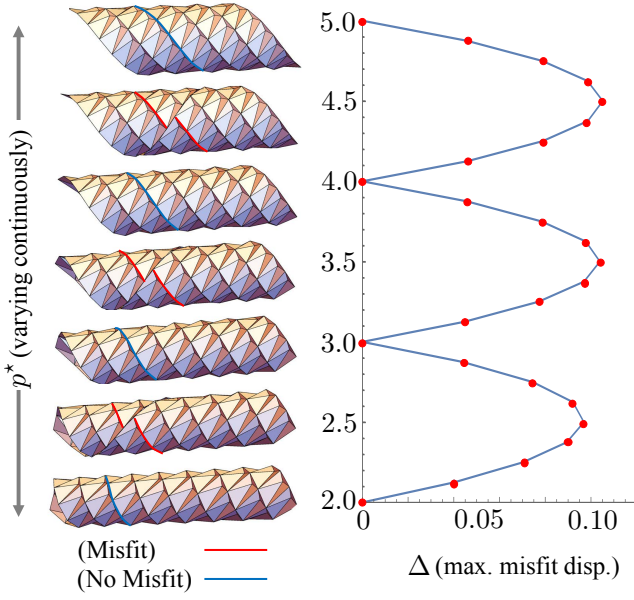 p* (varying continuously)
(Misfit)
(No Misfit)
5.0
4.5
4.0
3.5
3.0
2.5
2.0
0
0.05
0.10
Δ (max. misfit disp.)